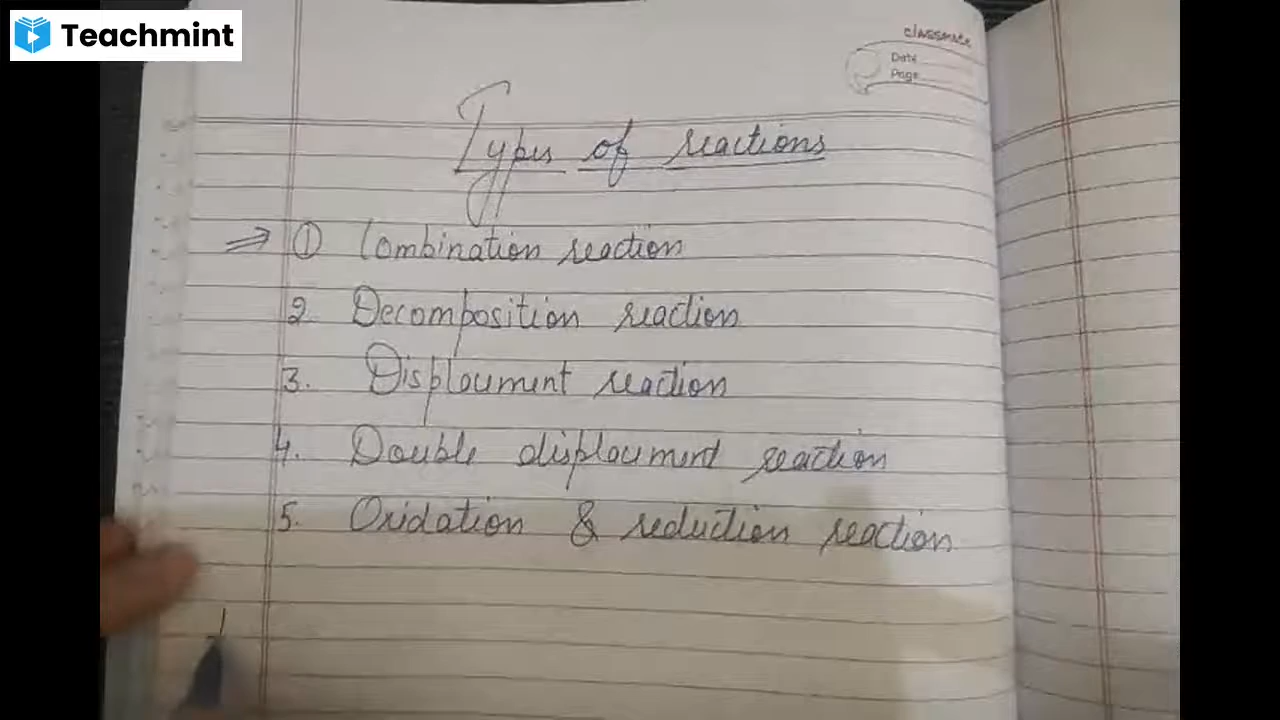 Teachmint
classmate
Date
Page
Types of reactions
⇒ ① Combination reaction
2. Decomposition reaction
3. Displacement reaction
4. Double displacement reaction
5. Oxidation & reduction reaction